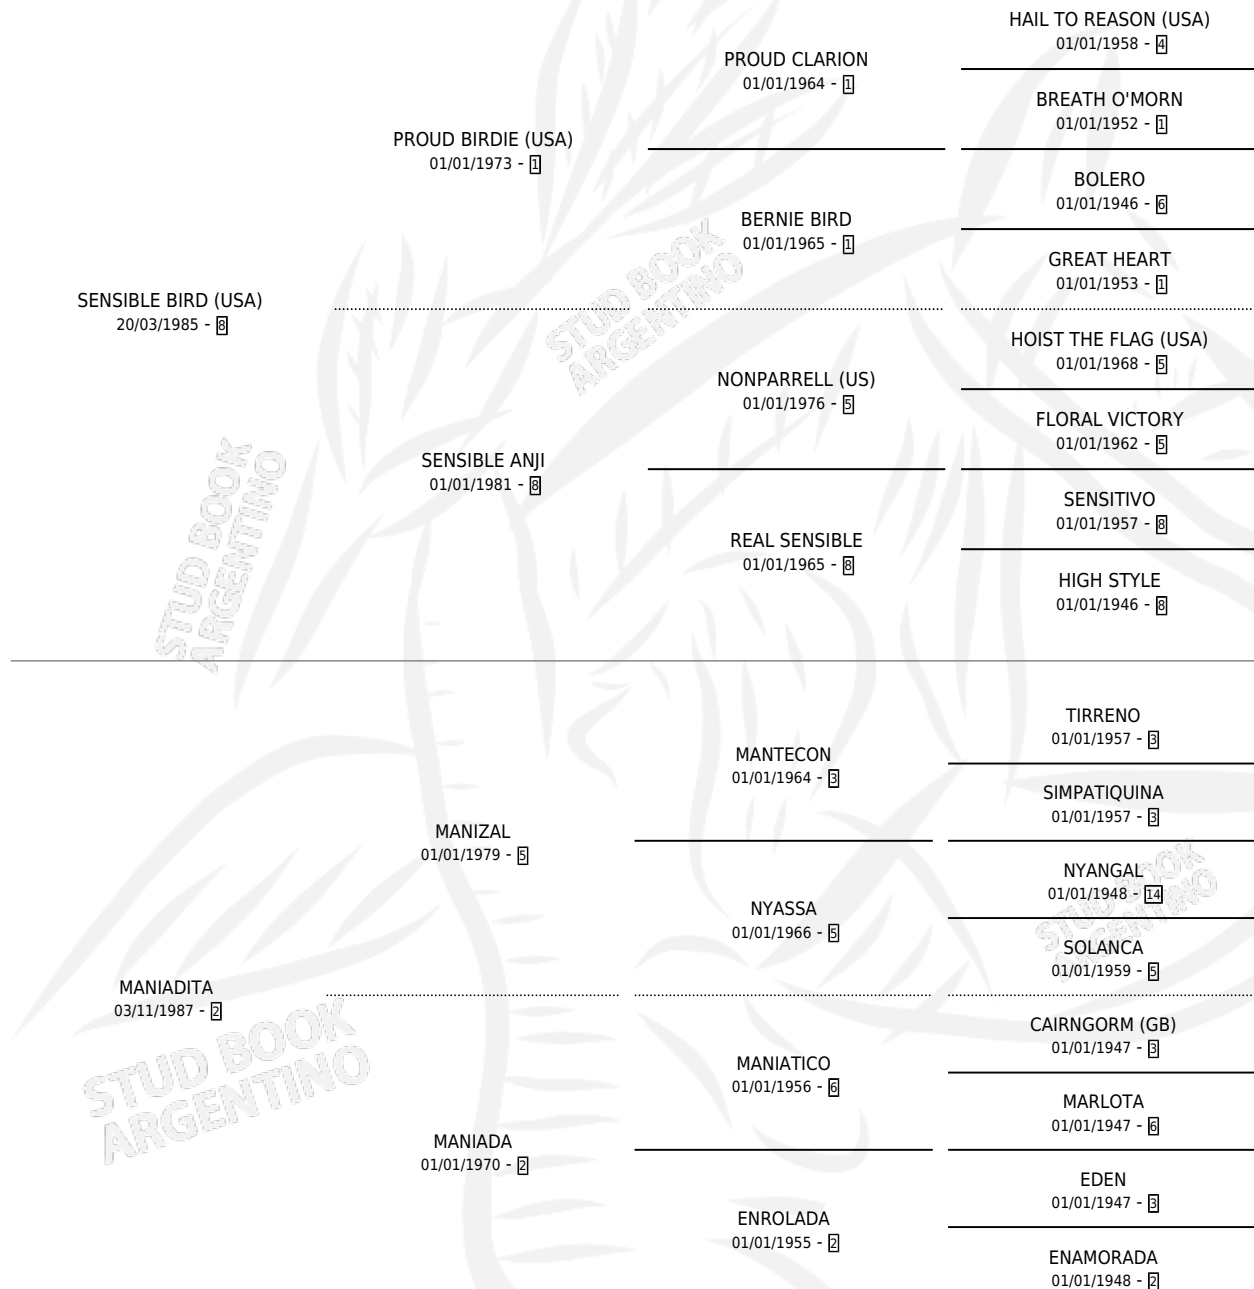 HAIL TO REASON (USA)
01/01/1958 - 4
PROUD CLARION
01/01/1964 - 1
BREATH O'MORN
01/01/1952 - 1
PROUD BIRDIE (USA)
01/01/1973 - 1
BOLERO
01/01/1946 - 6
BERNIE BIRD
01/01/1965 - 1
GREAT HEART
01/01/1953 - 1
SENSIBLE BIRD (USA)
20/03/1985 - 8
HOIST THE FLAG (USA)
01/01/1968 - 5
NONPARRELL (US)
01/01/1976 - 5
FLORAL VICTORY
01/01/1962 - 5
SENSIBLE ANJI
01/01/1981 - 8
SENSITIVO
01/01/1957 - 8
REAL SENSIBLE
01/01/1965 - 8
HIGH STYLE
01/01/1946 - 8
TIRRENO
01/01/1957 - 3
MANTECON
01/01/1964 - 3
SIMPATIQUINA
01/01/1957 - 3
MANIZAL
01/01/1979 - 5
NYANGAL
01/01/1948 - 14
NYASSA
01/01/1966 - 5
SOLANCA
01/01/1959 - 5
MANIADITA
03/11/1987 - 2
CAIRNGORM (GB)
01/01/1947 - 3
MANIATICO
01/01/1956 - 6
MARLOTA
01/01/1947 - 6
MANIADA
01/01/1970 - 2
EDEN
01/01/1947 - 3
ENROLADA
01/01/1955 - 2
ENAMORADA
01/01/1948 - 2
STUD BOOK
ARGENTINO
STUD BOOK
ARGENTINO
STUD BOOK
ARGENTINO
STUD BOOK
ARGENTINO